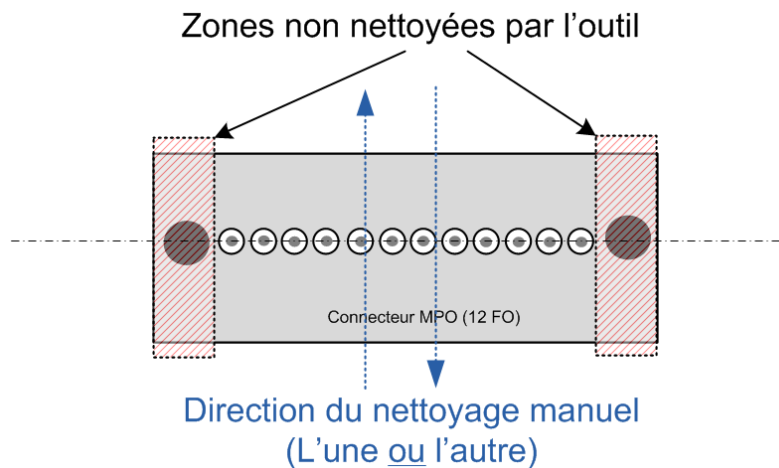 Zones non nettoyées par l'outil
Connecteur MPO (12 FO)
Direction du nettoyage manuel
(L'une ou l'autre)